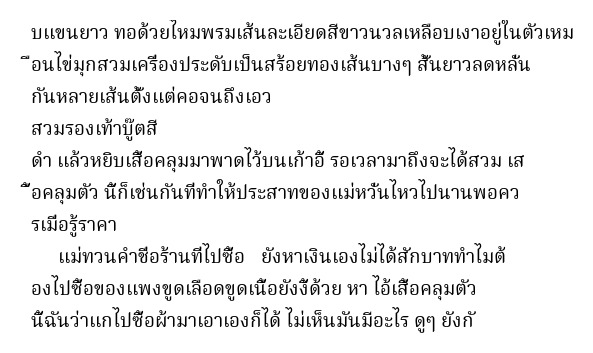 บแขนยาว ทอด้วยไหมพรมเส้นละเอียดสีขาวนวลเหลือบเงาอยู่ในตัวเหม
ือนไข่มุกสวมเครื่องประดับเป็นสร้อยทองเส้นบางๆ สั้นยาวลดหลั่น
กันหลายเส้นตั้งแต่คอจนถึงเอว
สวมรองเท้าบู๊ตสี
ดำ แล้วหยิบเสื้อคลุมมาพาดไว้บนเก้าอี้ รอเวลามาถึงจะได้สวม เส
ื้อคลุมตัว นี้ก็เช่นกันที่ทำให้ประสาทของแม่หวั่นไหวไปนานพอคว
รเมื่อรู้ราคา
แม่ทวนคำชื่อร้านที่ไปซื้อ ยังหาเงินเองไม่ได้สักบาททำไมต้
องไปซื้อของแพงขูดเลือดขูดเนื้อยังงี้ด้วย หา ไอ้เสื้อคลุมตัว
นี้ฉันว่าแกไปซื้อผ้ามาเอาเองก็ได้ ไม่เห็นมันมีอะไร ดูๆ ยังกั